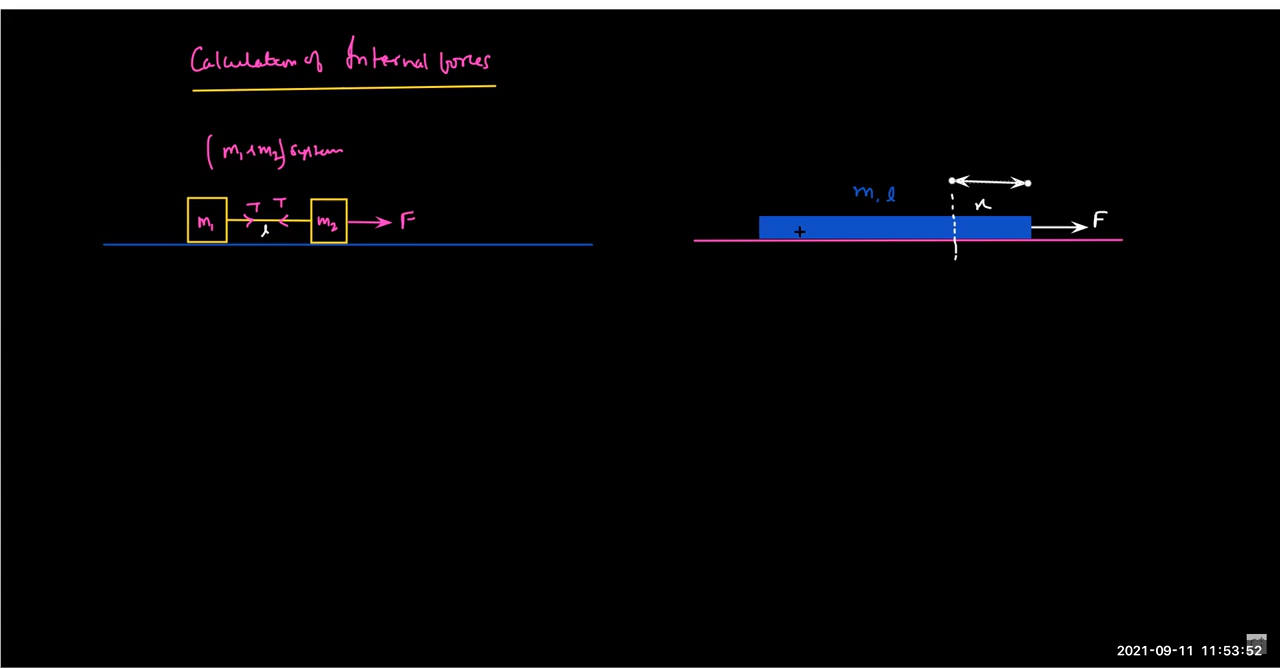 Calculation of Internal forces
(m₁+m₂) system
m₁ T T l m₂ F
m, l
x
F
2021-09-11 11:53:52